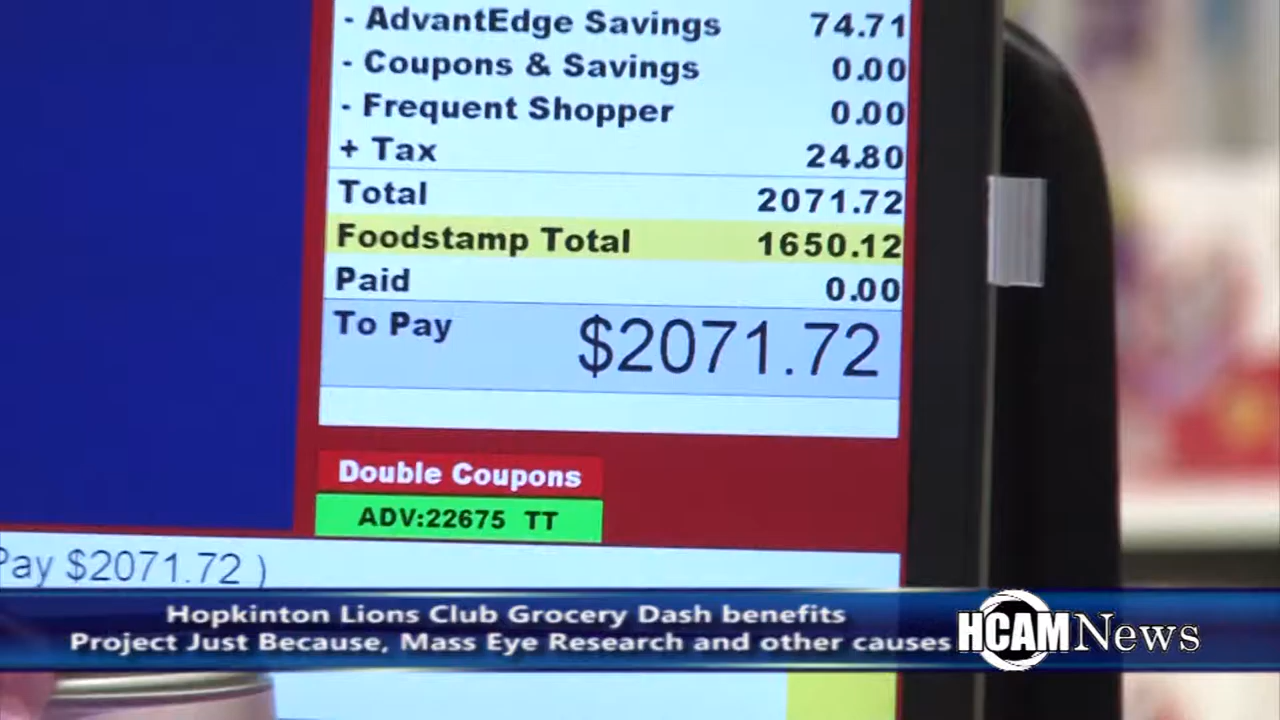 - AdvantEdge Savings 74.71
- Coupons & Savings 0.00
- Frequent Shopper 0.00
+ Tax 24.80
Total 2071.72
Foodstamp Total 1650.12
Paid 0.00
To Pay $2071.72
Double Coupons
ADV:22675 TT
Pay $2071.72 )
Hopkinton Lions Club Grocery Dash benefits
Project Just Because, Mass Eye Research and other causes
HCAM News